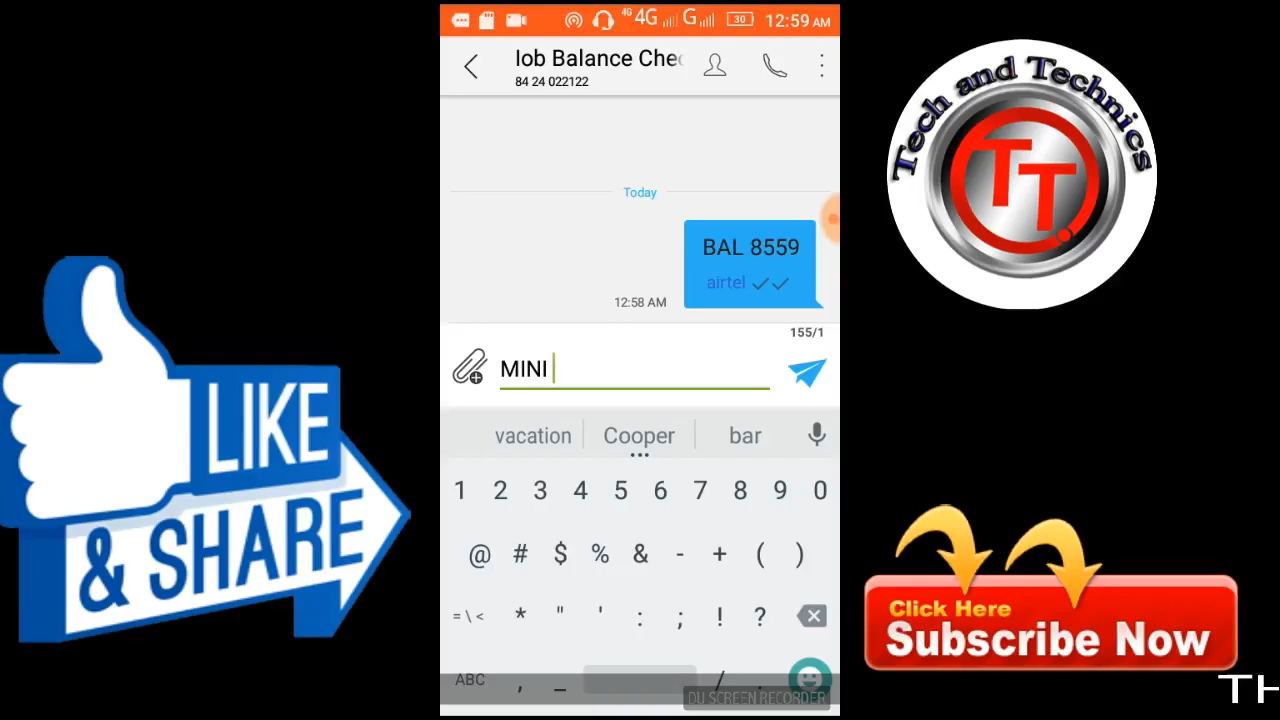 4G 4G G 30 12:59 AM
Iob Balance Chec
84 24 022122
Today
BAL 8559
airtel
12:58 AM
155/1
MINI
vacation Cooper bar
1 2 3 4 5 6 7 8 9 0
@ # $ % & - + ( )
= \ < * " ' : ; ! ?
ABC , _ / .
DU SCREEN RECORDER
LIKE
& SHARE
Tech and Technics
TT
Click Here
Subscribe Now
TH